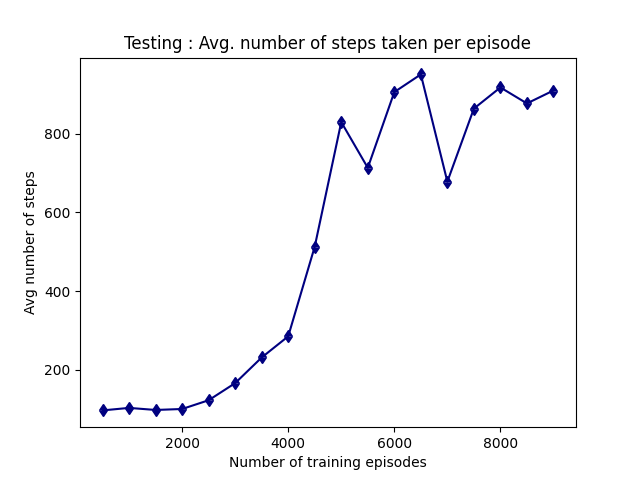 Testing : Avg. number of steps taken per episode
800
600
400
200
Avg number of steps
2000 4000 6000 8000
Number of training episodes